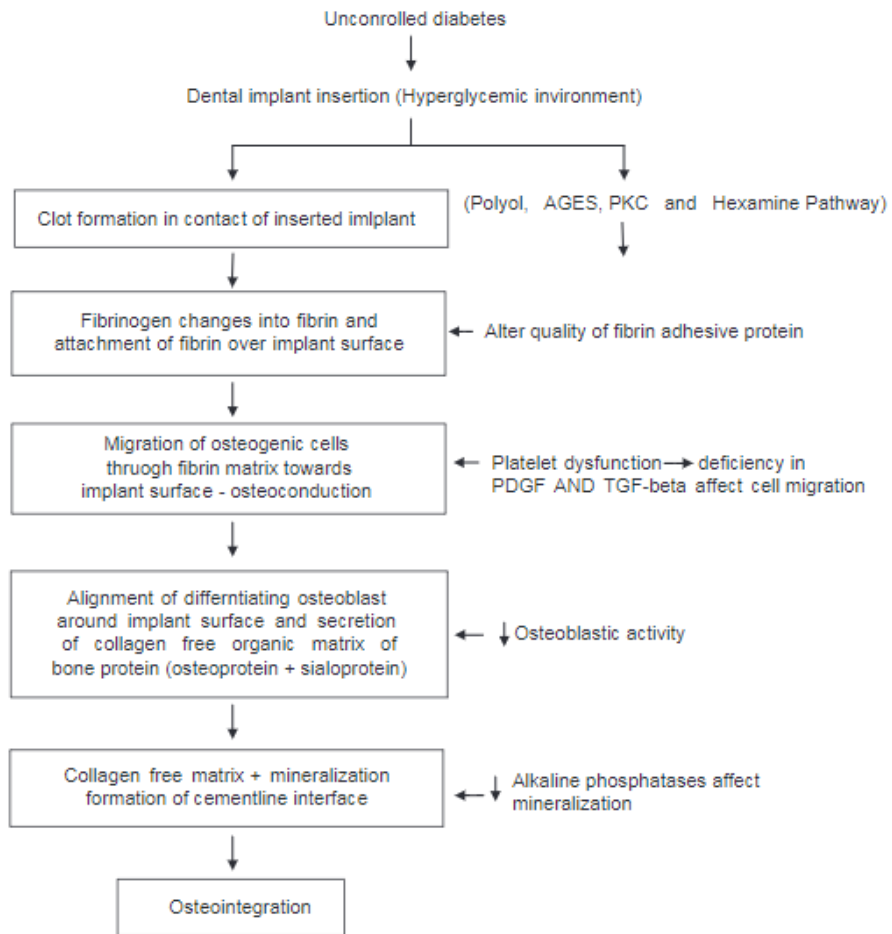 Unconrolled diabetes
Dental implant insertion (Hyperglycemic invironment)
Clot formation in contact of inserted imlplant
(Polyol, AGES, PKC and Hexamine Pathway)
Fibrinogen changes into fibrin and
attachment of fibrin over implant surface
Alter quality of fibrin adhesive protein
Migration of osteogenic cells
thruogh fibrin matrix towards
implant surface - osteoconduction
Platelet dysfunction → deficiency in
PDGF AND TGF-beta affect cell migration
Alignment of differntiating osteoblast
around implant surface and secretion
of collagen free organic matrix of
bone protein (osteoprotein + sialoprotein)
↓ Osteoblastic activity
Collagen free matrix + mineralization
formation of cementline interface
↓ Alkaline phosphatases affect
mineralization
Osteointegration